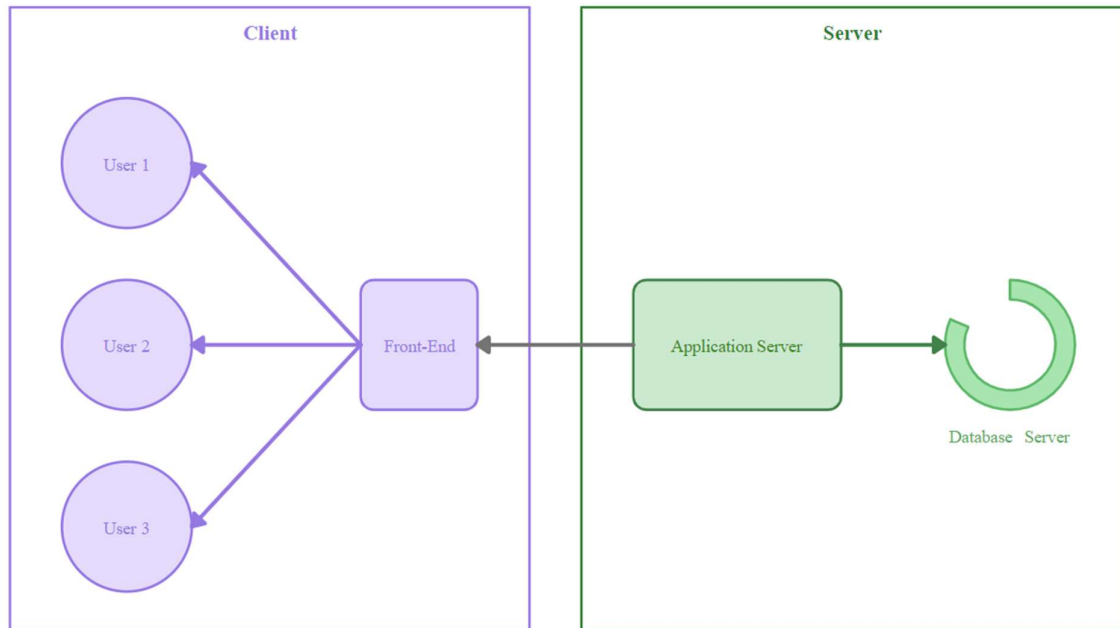 Client
User 1
User 2
User 3
Front-End
Server
Application Server
Database Server